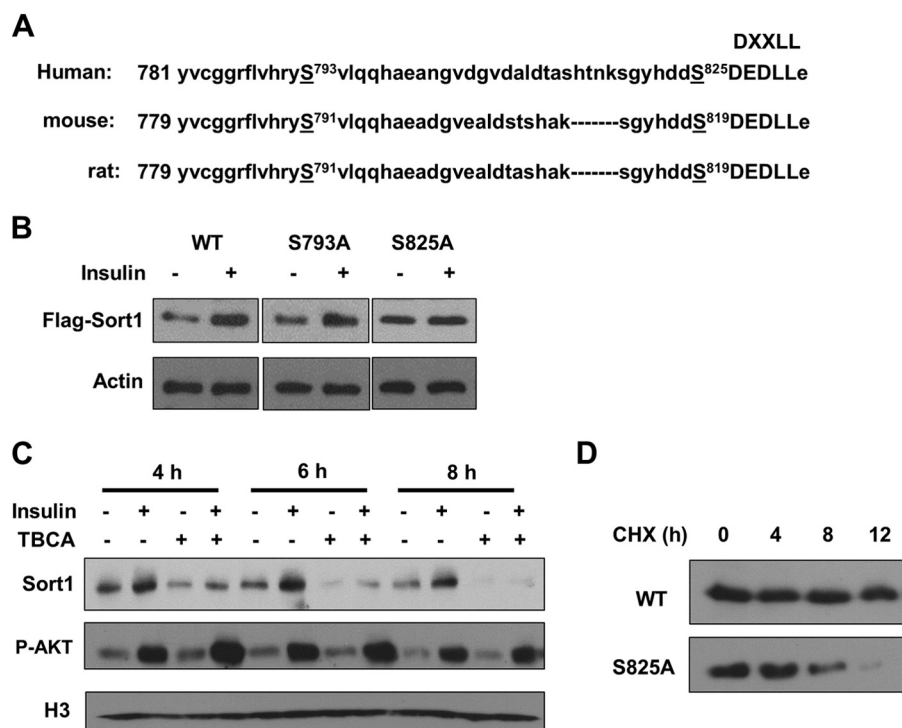 A
DXXLL
Human: 781 yvcggrflvhryS793vlqqhaeangvdgvdaldtashtnksgyhddS825DEDLLe
mouse: 779 yvcggrflvhryS791vlqqhaeadgvealdstshak-------sgyhddS819DEDLLe
rat: 779 yvcggrflvhryS791vlqqhaeadgvealdtashak-------sgyhddS819DEDLLe
B
WT S793A S825A
Insulin - + - + - +
Flag-Sort1
Actin
C
4 h 6 h 8 h
Insulin - + - + - + - + - + - +
TBCA - - + + - - + + - - + +
Sort1
P-AKT
H3
D
CHX (h) 0 4 8 12
WT
S825A